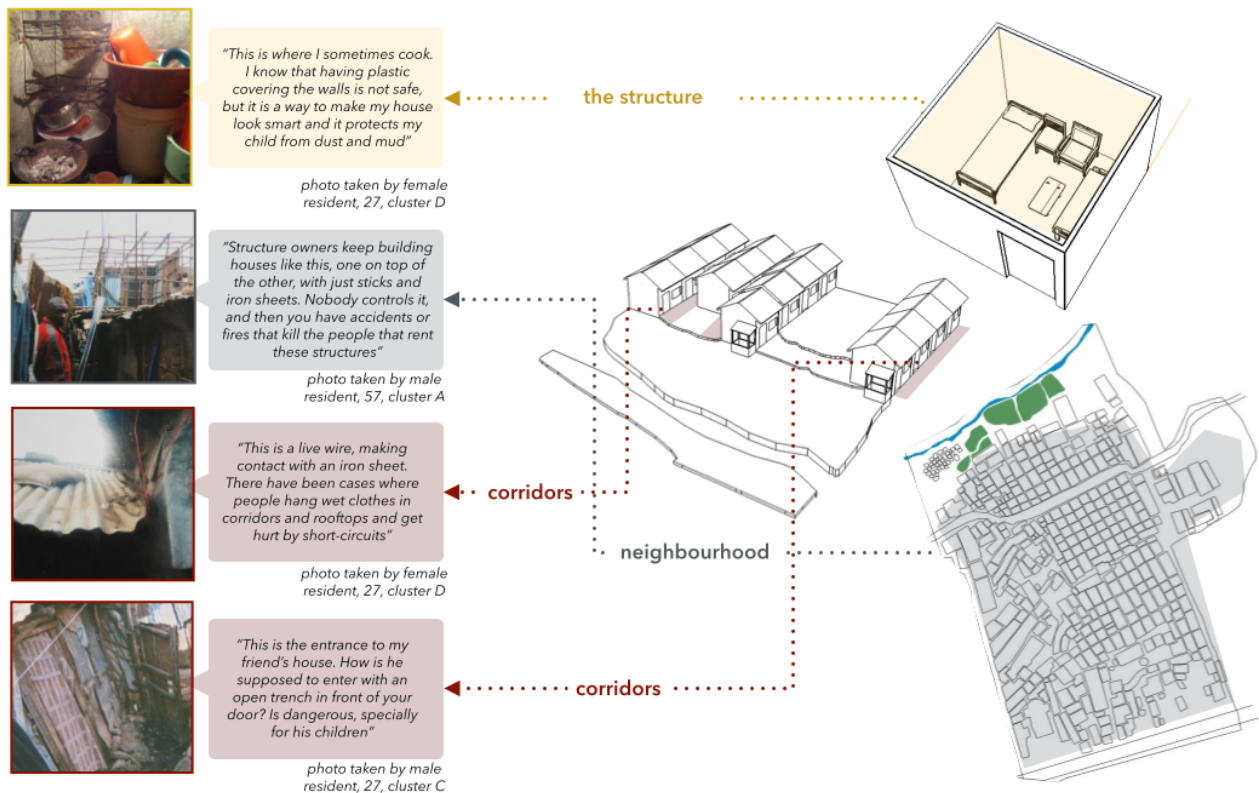 “This is where I sometimes cook.
I know that having plastic
covering the walls is not safe,
but it is a way to make my house
look smart and it protects my
child from dust and mud”
photo taken by female
resident, 27, cluster D
the structure
“Structure owners keep building
houses like this, one on top of
the other, with just sticks and
iron sheets. Nobody controls it,
and then you have accidents or
fires that kill the people that rent
these structures”
photo taken by male
resident, 57, cluster A
“This is a live wire, making
contact with an iron sheet.
There have been cases where
people hang wet clothes in
corridors and rooftops and get
hurt by short-circuits”
photo taken by female
resident, 27, cluster D
corridors
neighbourhood
“This is the entrance to my
friend’s house. How is he
supposed to enter with an
open trench in front of your
door? Is dangerous, specially
for his children”
photo taken by male
resident, 27, cluster C
corridors